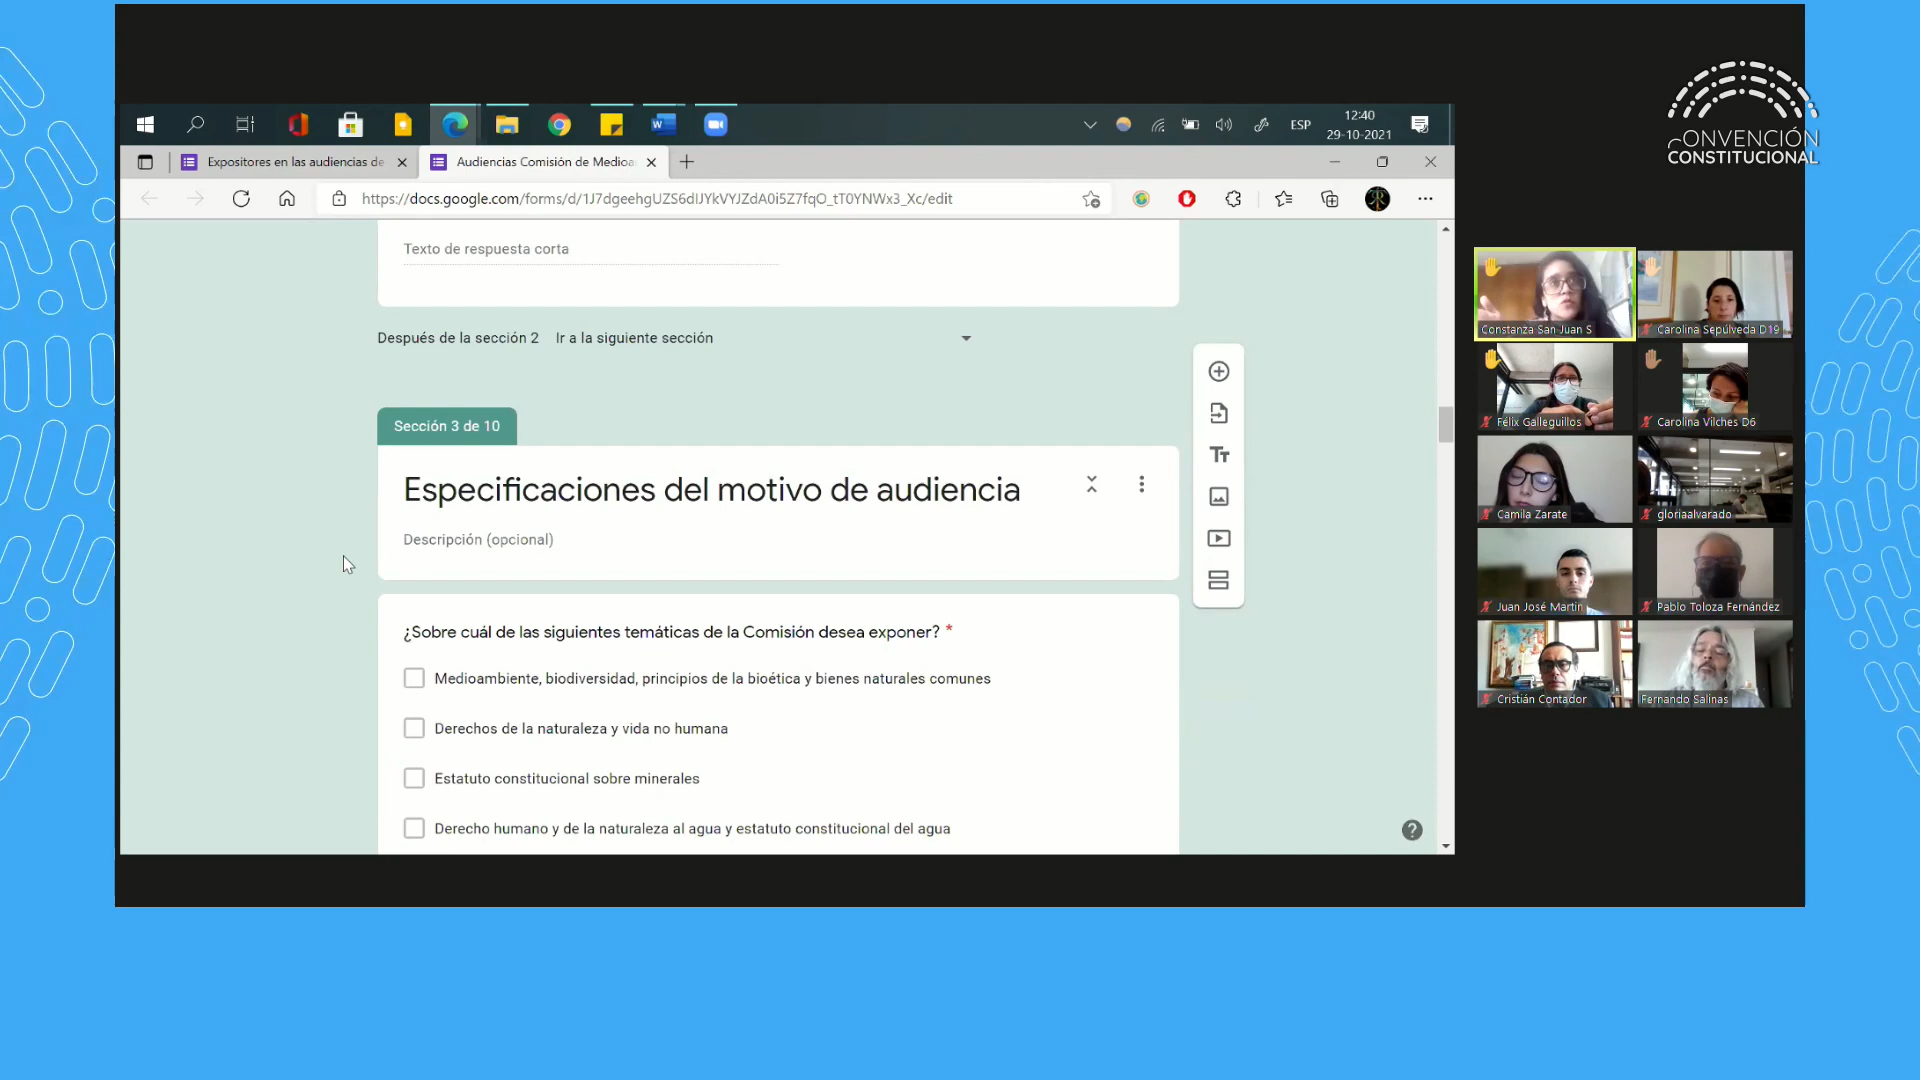 12:40
ESP
29-10-2021
CONVENCIÓN
CONSTITUCIONAL
Expositores en las audiencias de
Audiencias Comisión de Medioa
https://docs.google.com/forms/d/1J7dgeehgUZS6dIJYkVYJZdA0i5Z7fqO_tT0YNWx3_Xc/edit
Texto de respuesta corta
Después de la sección 2 Ir a la siguiente sección
Sección 3 de 10
Especificaciones del motivo de audiencia
Descripción (opcional)
¿Sobre cuál de las siguientes temáticas de la Comisión desea exponer? *
Medioambiente, biodiversidad, principios de la bioética y bienes naturales comunes
Derechos de la naturaleza y vida no humana
Estatuto constitucional sobre minerales
Derecho humano y de la naturaleza al agua y estatuto constitucional del agua
Constanza San Juan S
Carolina Sepúlveda D19
Félix Galleguillos
Carolina Vilches D6
Camila Zarate
gloriaalvarado
Juan José Martin
Pablo Toloza Fernández
Cristián Contador
Fernando Salinas